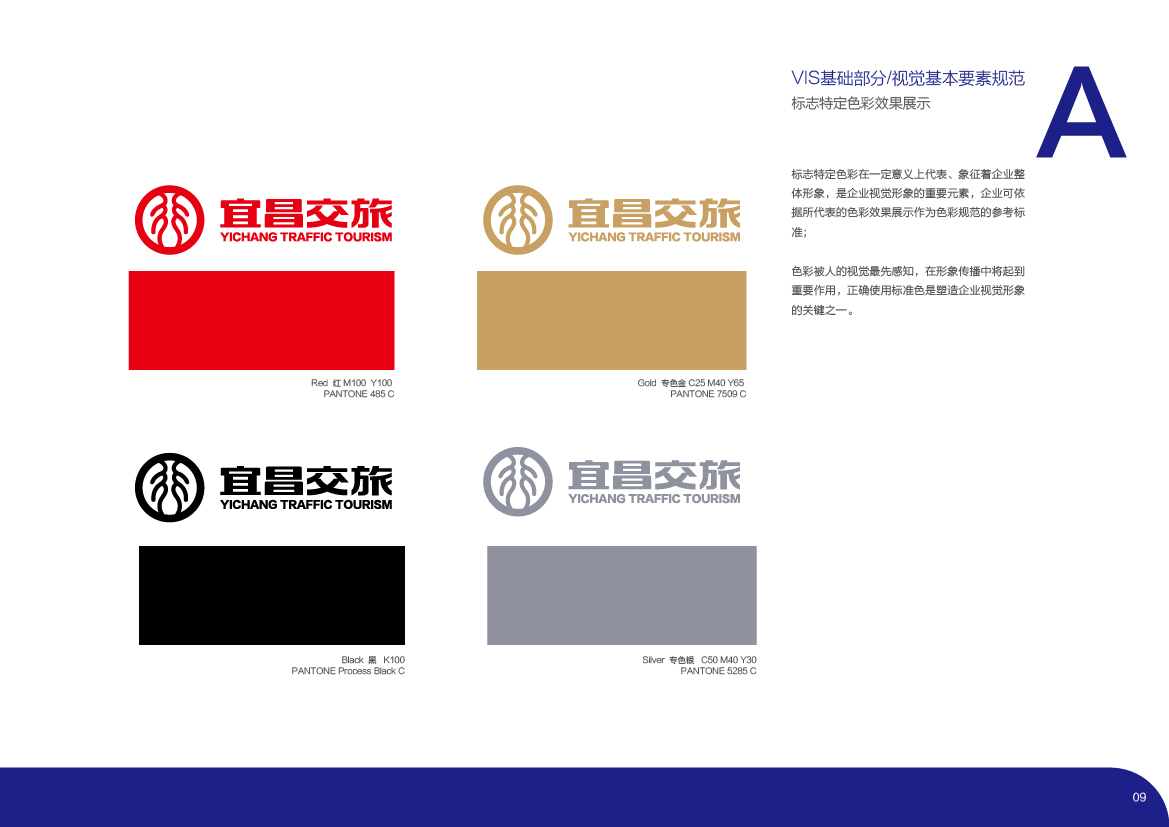 VIS基础部分/视觉基本要素规范
标志特定色彩效果展示
A
标志特定色彩在一定意义上代表、象征着企业整
体形象，是企业视觉形象的重要元素，企业可依
据所代表的色彩效果展示作为色彩规范的参考标
准；
色彩被人的视觉最先感知，在形象传播中将起到
重要作用，正确使用标准色是塑造企业视觉形象
的关键之一。
宜昌交旅
YICHANG TRAFFIC TOURISM
Red 红 M100 Y100
PANTONE 485 C
宜昌交旅
YICHANG TRAFFIC TOURISM
Gold 专色金 C25 M40 Y65
PANTONE 7509 C
宜昌交旅
YICHANG TRAFFIC TOURISM
Black 黑 K100
PANTONE Process Black C
宜昌交旅
YICHANG TRAFFIC TOURISM
Silver 专色银 C50 M40 Y30
PANTONE 5285 C
09